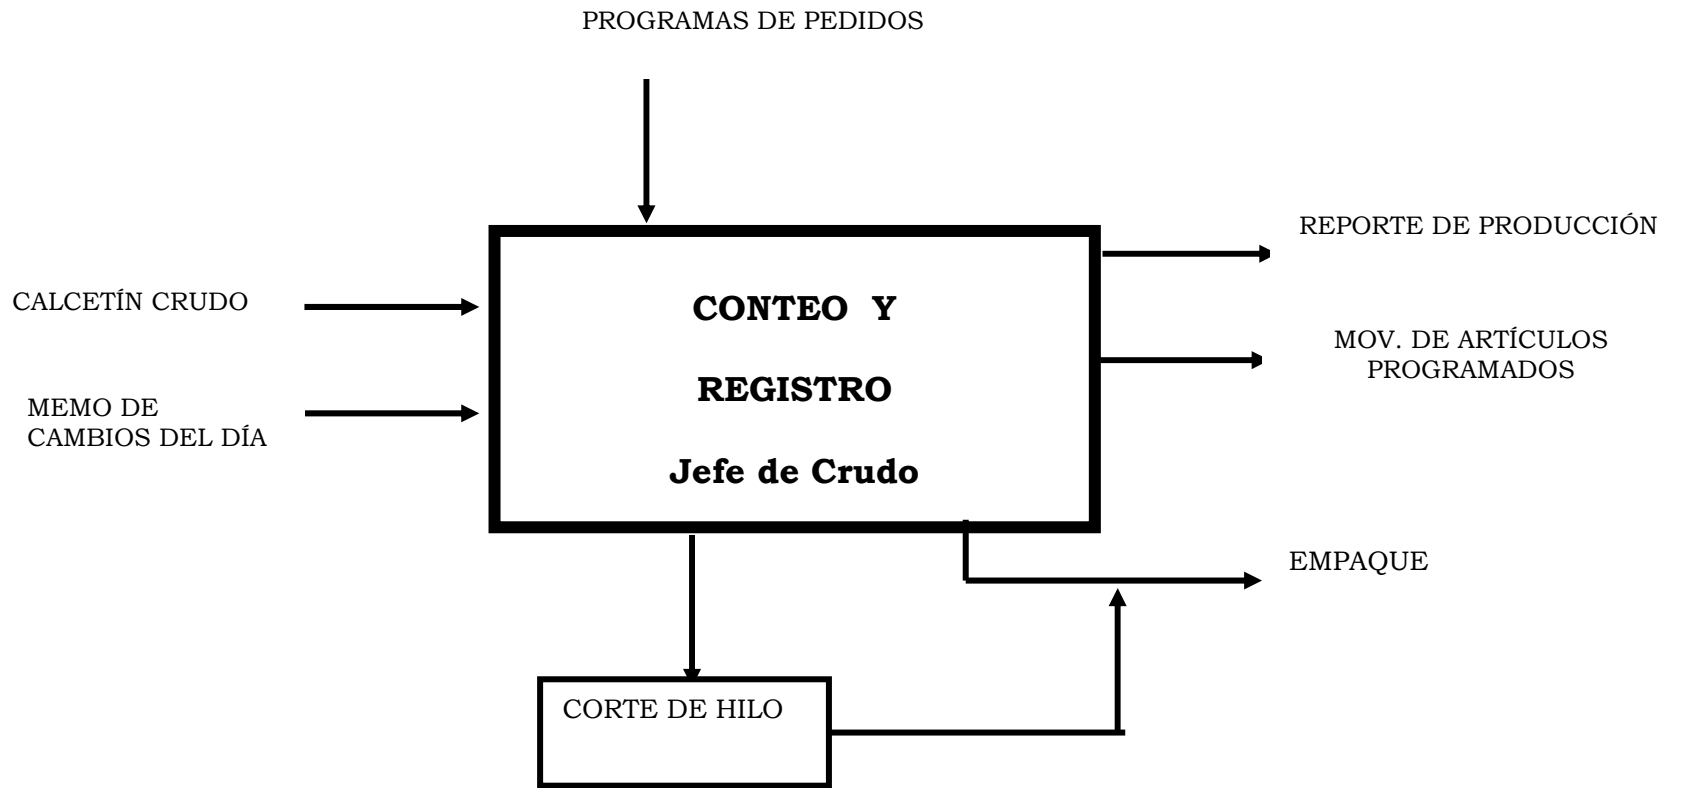 PROGRAMAS DE PEDIDOS
REPORTE DE PRODUCCIÓN
CALCETÍN CRUDO
CONTEO Y
MOV. DE ARTÍCULOS
PROGRAMADOS
REGISTRO
MEMO DE
CAMBIOS DEL DÍA
Jefe de Crudo
EMPAQUE
CORTE DE HILO